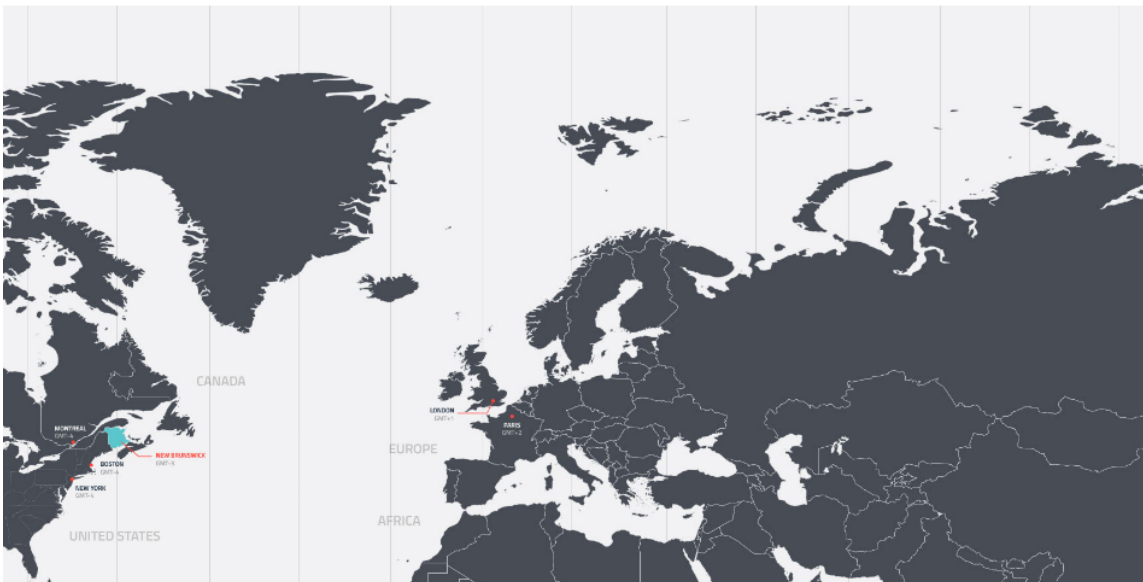 CANADA
LONDON
GMT+1
PARIS
GMT+2
MONTREAL
GMT-4
EUROPE
NEW BRUNSWICK
GMT-3
BOSTON
GMT-4
NEW YORK
GMT-4
AFRICA
UNITED STATES